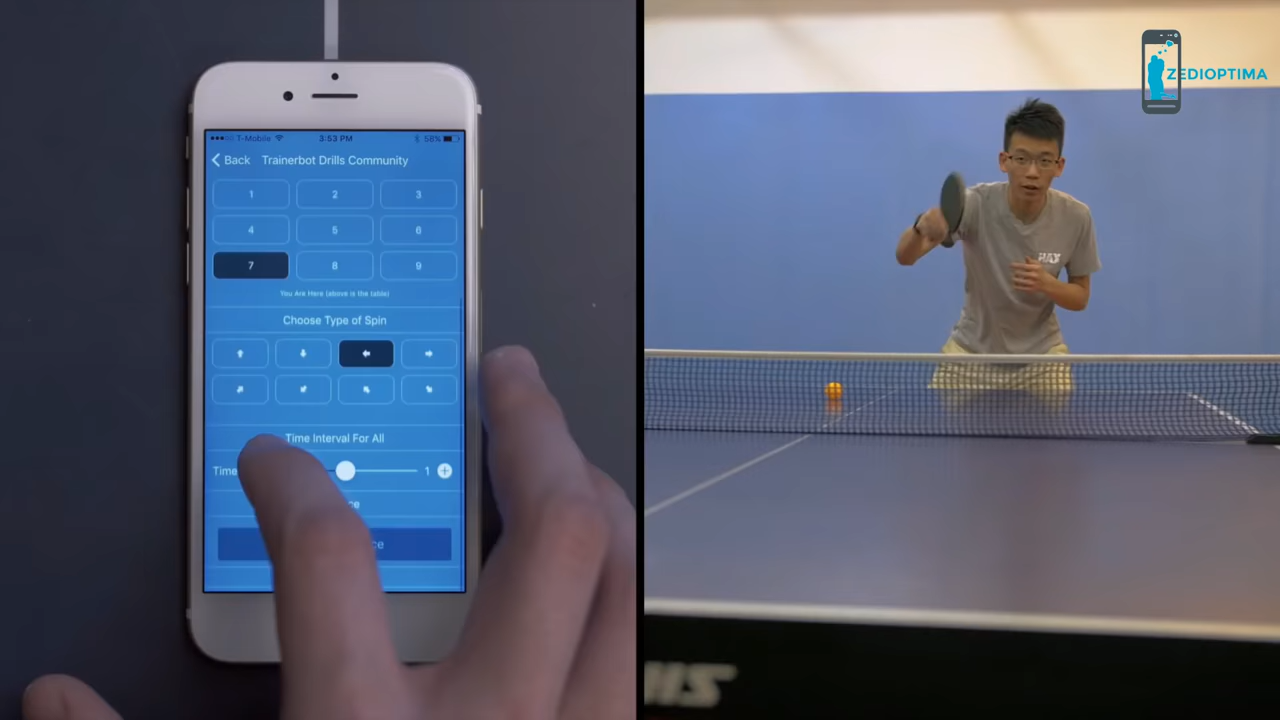 T-Mobile 3:53 PM 58%
Back Trainerbot Drills Community
1 2 3
4 5 6
7 8 9
You Are Here (above is the table)
Choose Type of Spin
Time Interval For All
Time 1
ZEDIOPTIMA
HAX